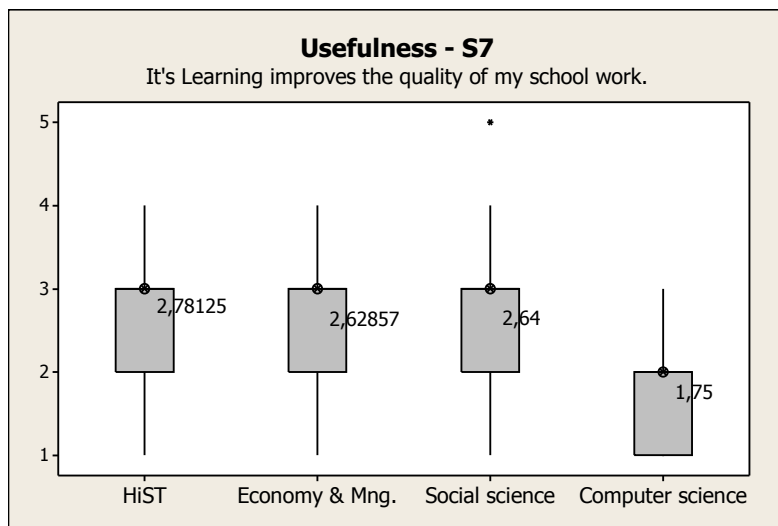 Usefulness - S7
It's Learning improves the quality of my school work.
5
4
3
2,78125
2,62857
2,64
2
1,75
1
HiST
Economy & Mng.
Social science
Computer science